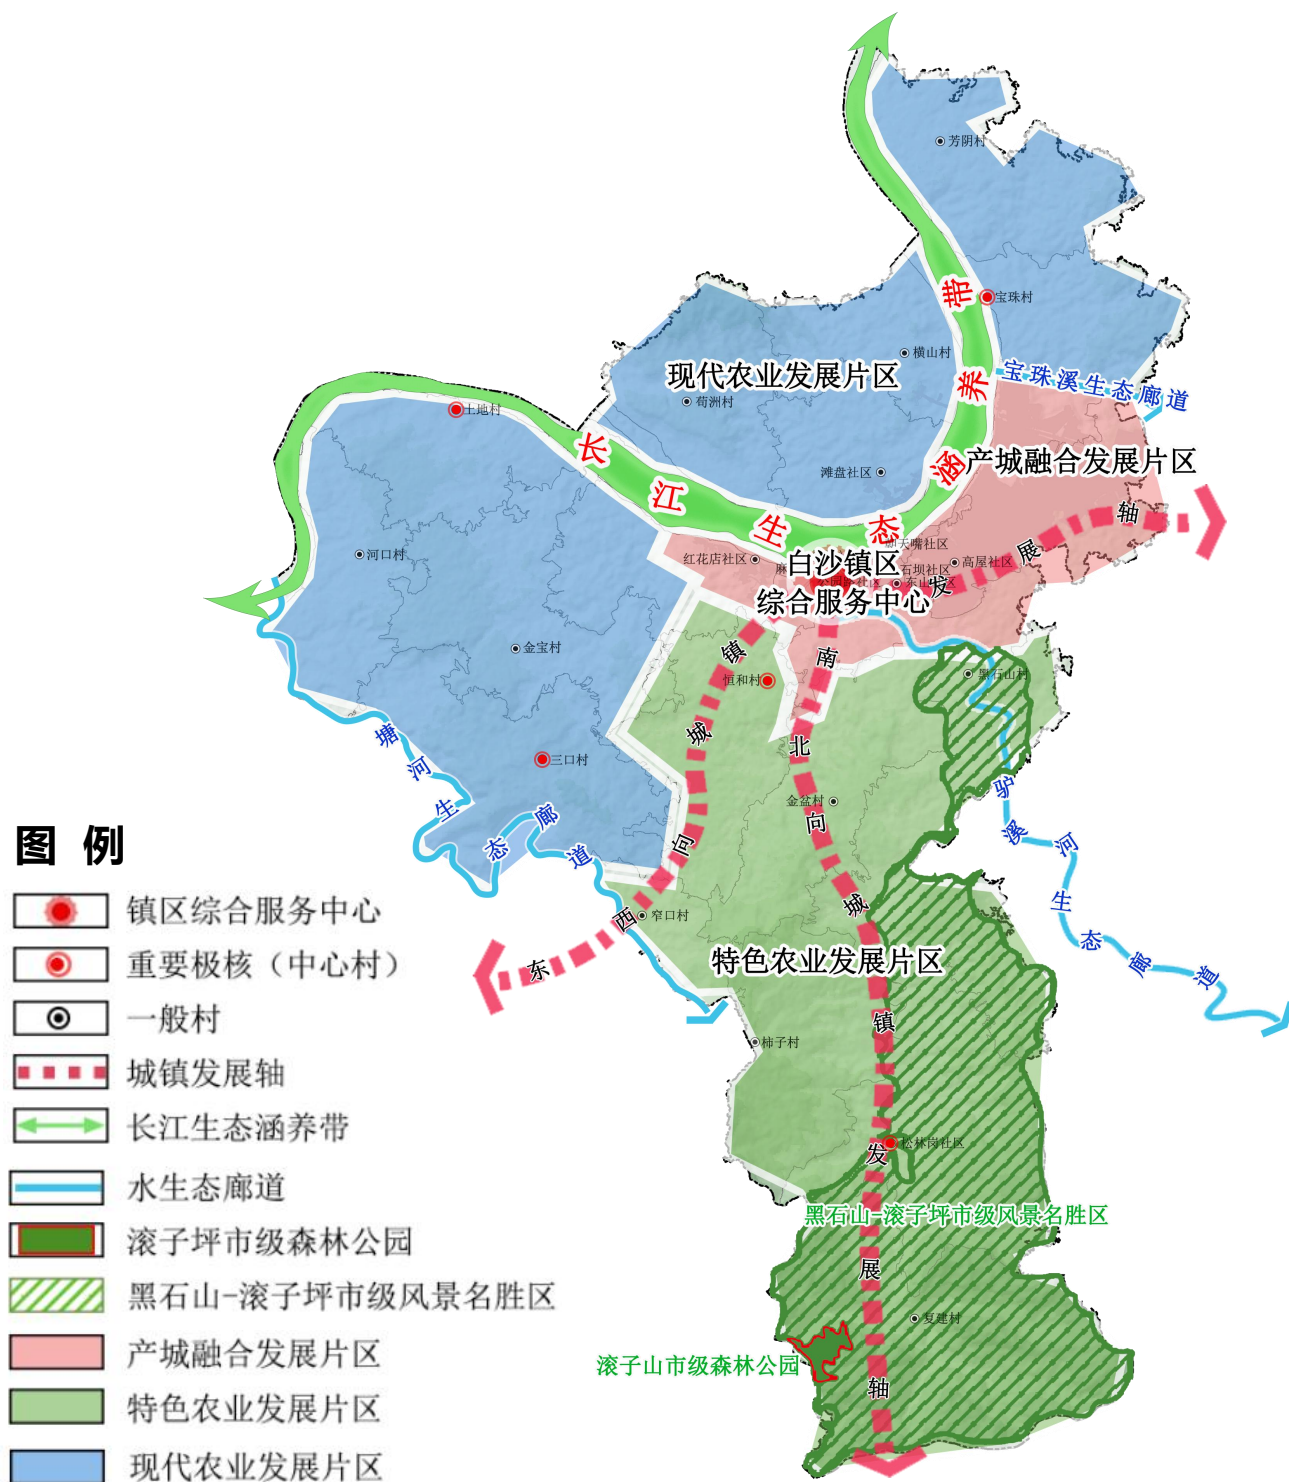 芳阴村
宝珠村
横山村
现代农业发展片区
荀洲村
宝珠溪生态廊道
土地村
长江生态涵养带
产城融合发展片区
滩盘社区
河口村
红花店社区
天嘴社区
高屋社区
石坝社区
白沙镇区
综合服务中心
金宝村
恒和村
黑石山村
三口村
金盆村
塘河生态廊道
驴溪河生态廊道
东西向城镇发展轴
南北向城镇发展轴
窄口村
特色农业发展片区
柿子村
松林岗社区
黑石山-滚子坪市级风景名胜区
复建村
滚子山市级森林公园
图 例
镇区综合服务中心
重要极核（中心村）
一般村
城镇发展轴
长江生态涵养带
水生态廊道
滚子坪市级森林公园
黑石山-滚子坪市级风景名胜区
产城融合发展片区
特色农业发展片区
现代农业发展片区